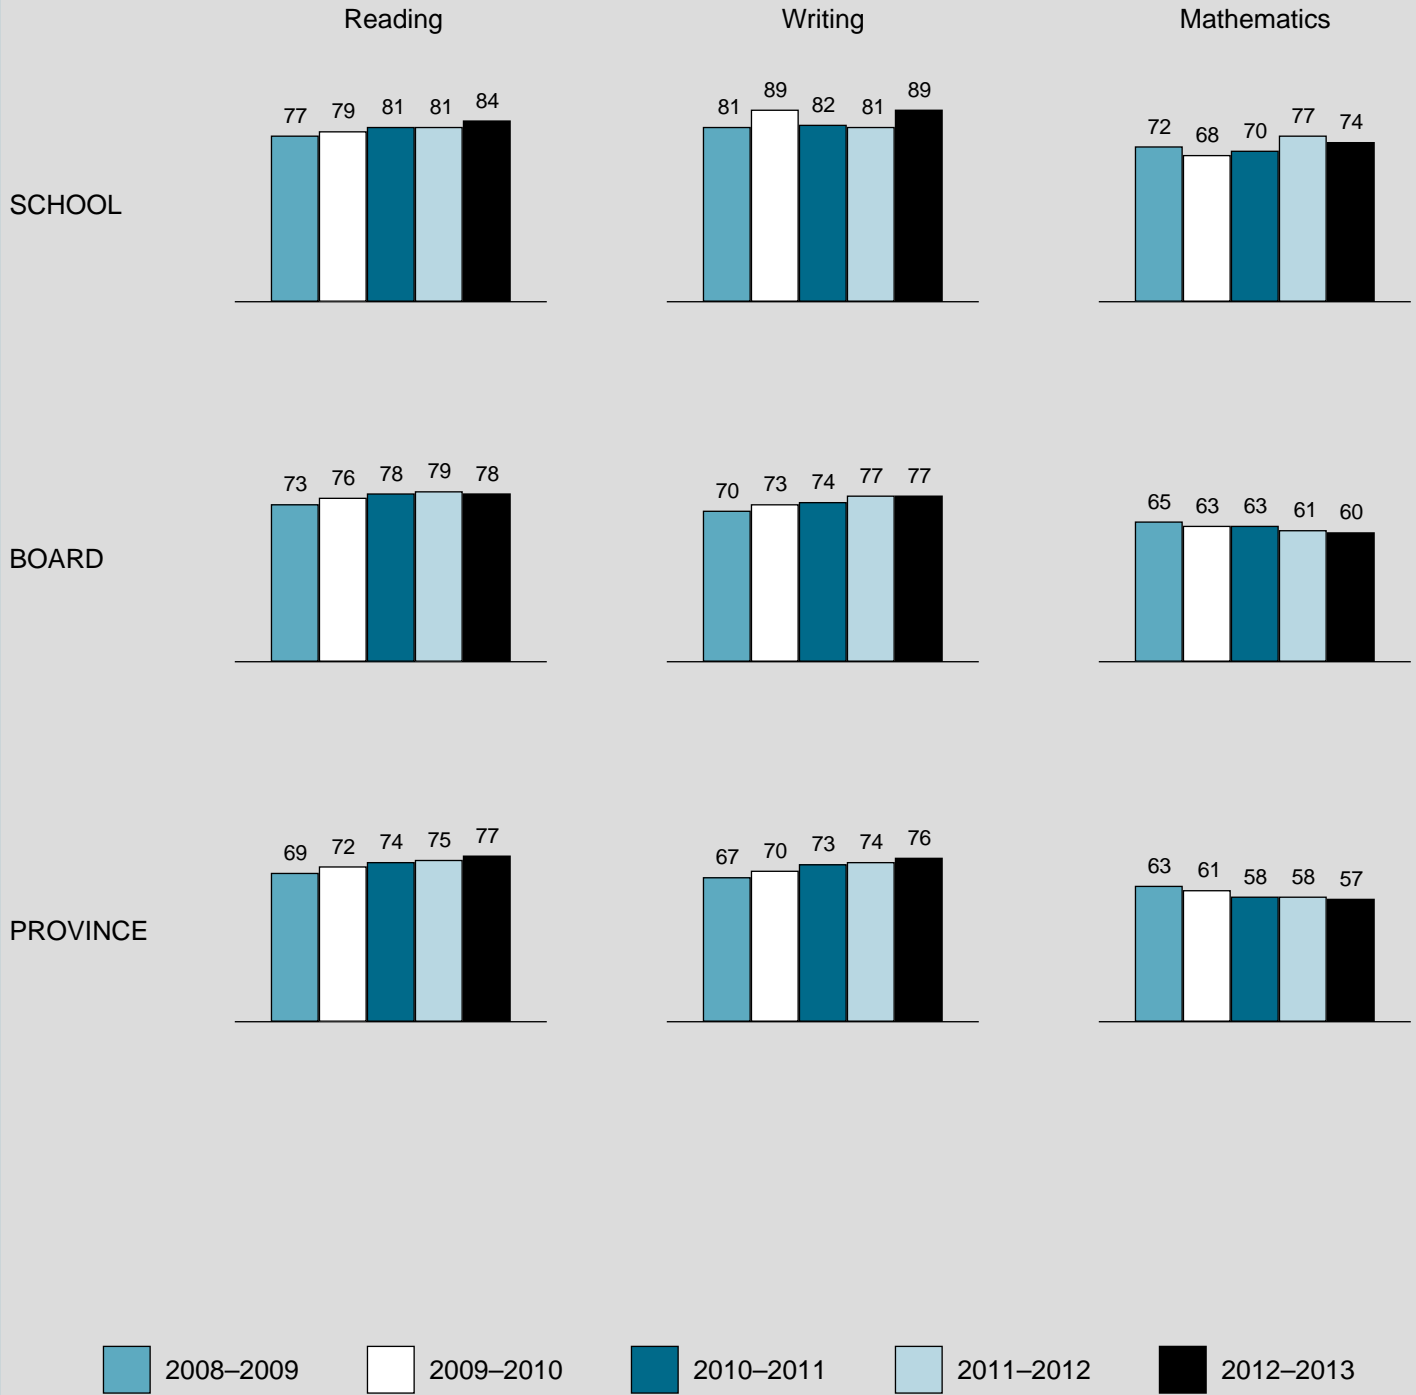 Reading Writing Mathematics
77 79 81 81 84 81 89 82 81 89 72 68 70 77 74
SCHOOL
73 76 78 79 78 70 73 74 77 77 65 63 63 61 60
BOARD
69 72 74 75 77 67 70 73 74 76 63 61 58 58 57
PROVINCE
2008–2009 2009–2010 2010–2011 2011–2012 2012–2013